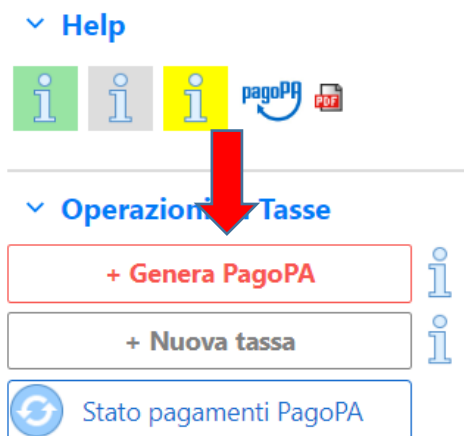 Help
i i i pagoPA PDF
Operazioni Tasse
+ Genera PagoPA i
+ Nuova tassa i
Stato pagamenti PagoPA